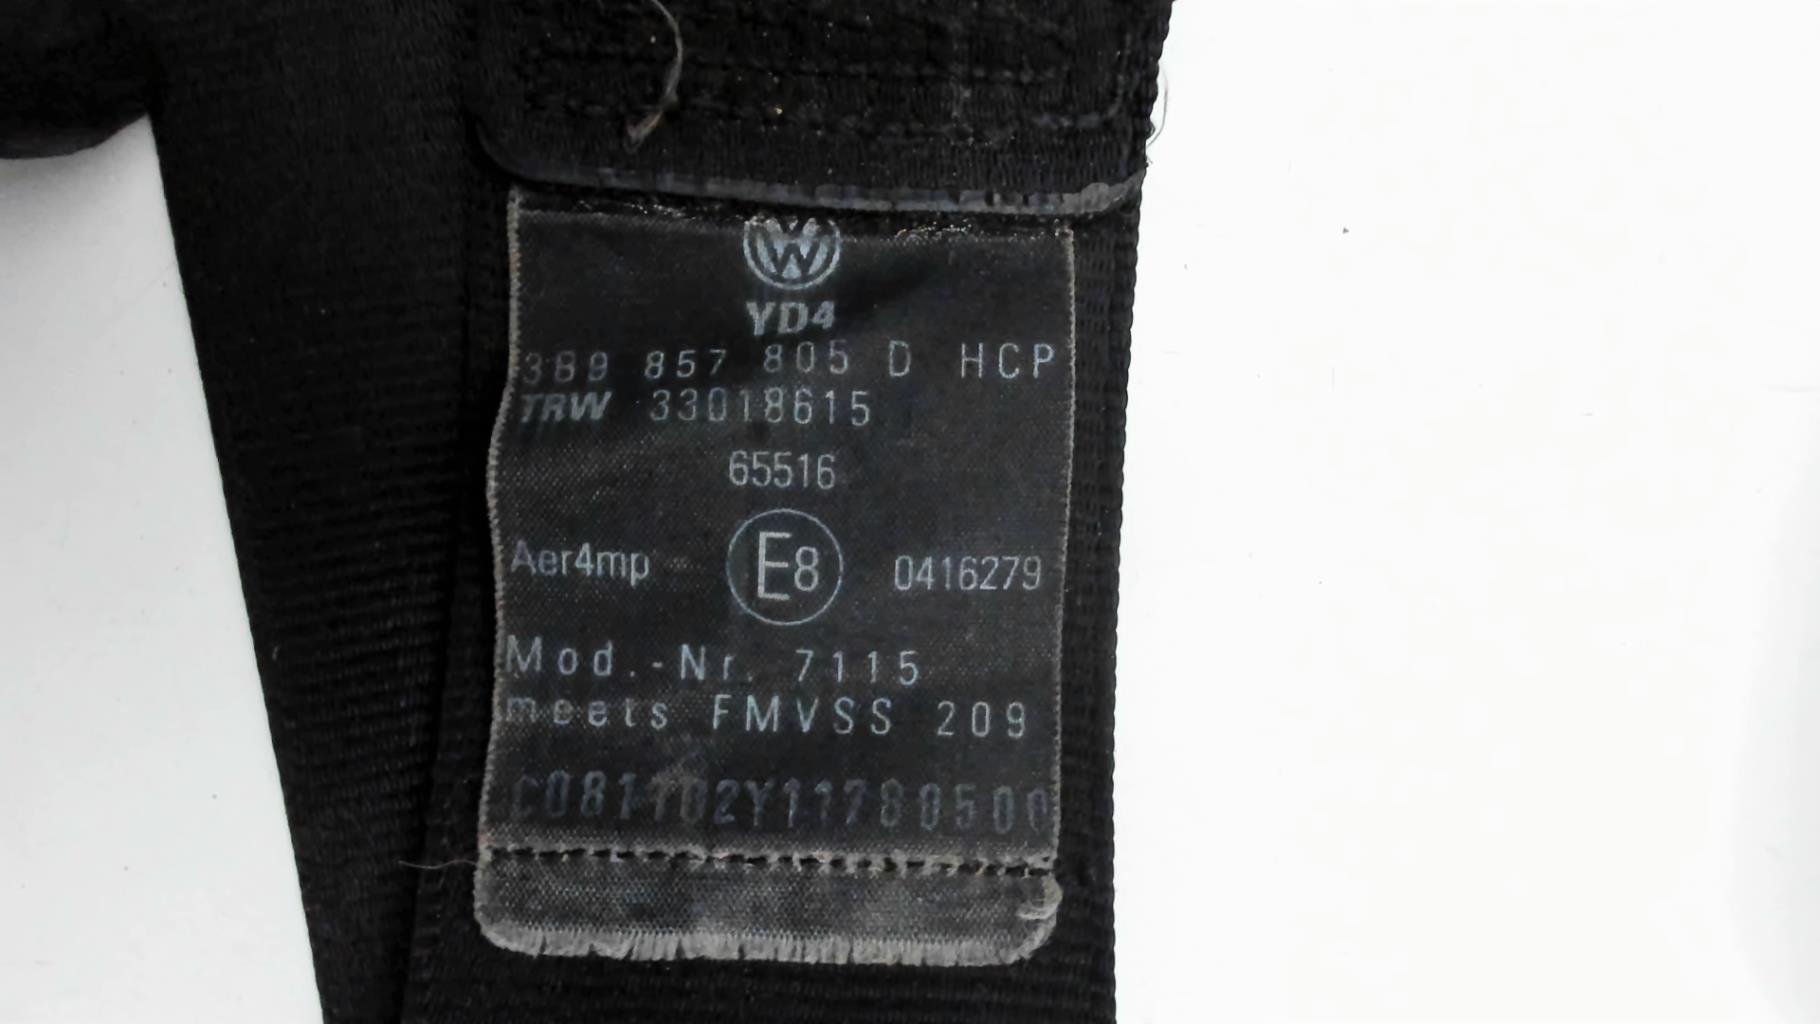 YD4
3B9 857 805 D HCP
TRW 33018615
65516
Aer4mp E8 0416279
Mod.-Nr. 7115
meets FMVSS 209